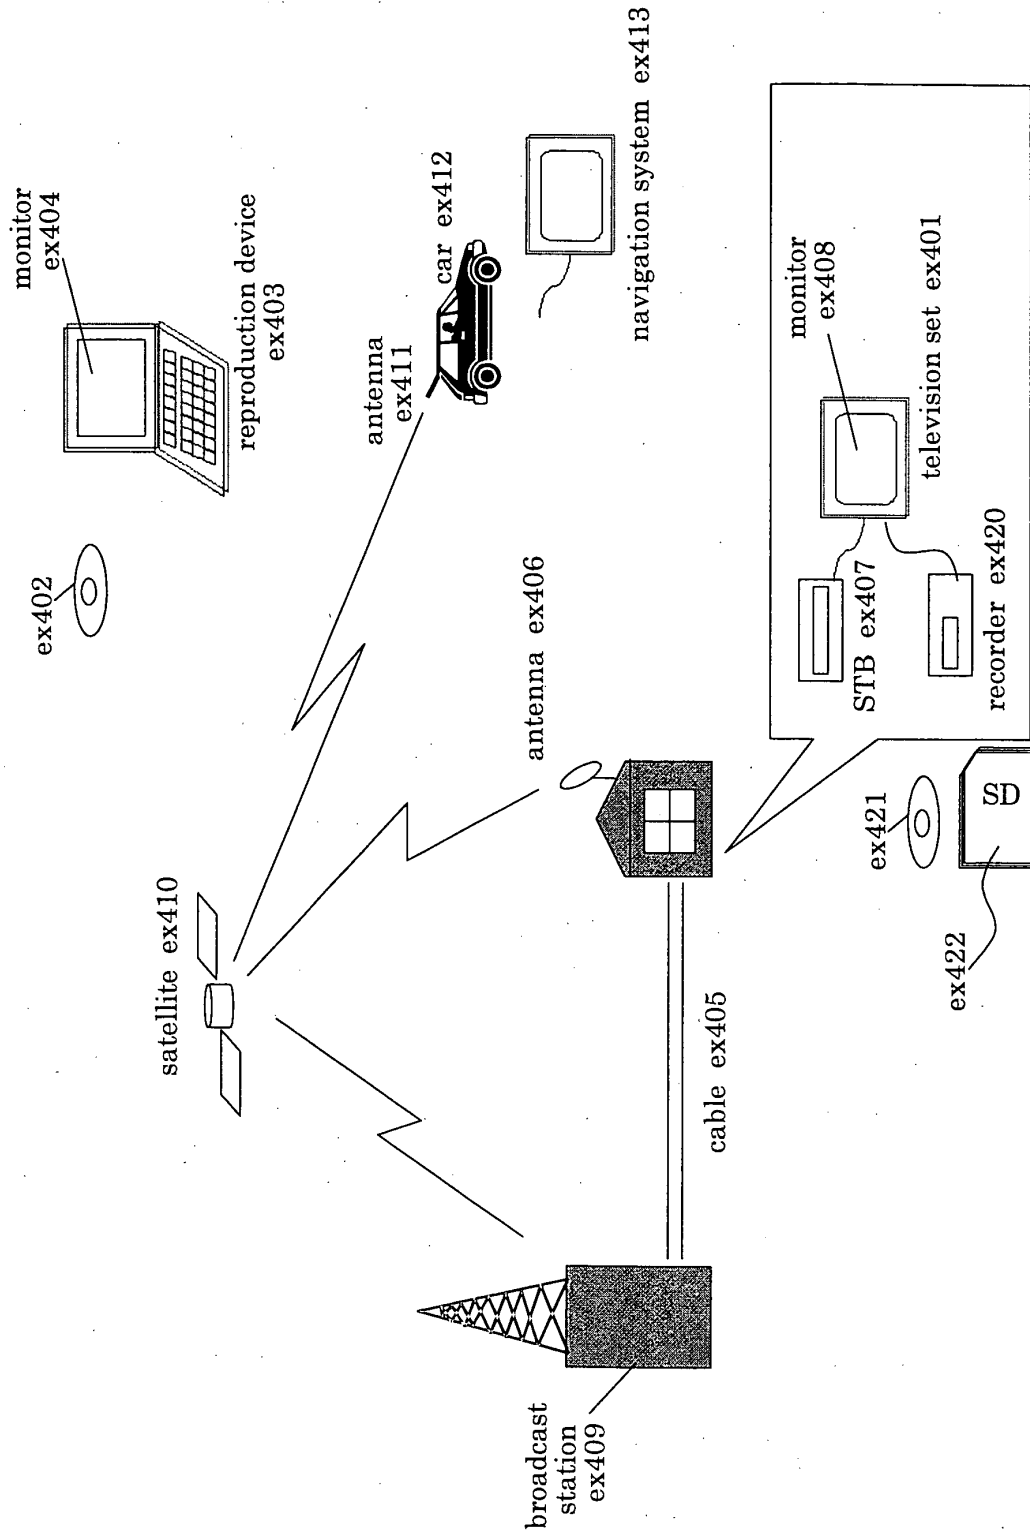 monitor
ex404
reproduction device
ex403
ex402
antenna
ex411
car ex412
navigation system ex413
satellite ex410
antenna ex406
broadcast
station
ex409
cable ex405
monitor
ex408
television set ex401
STB ex407
recorder ex420
ex421
SD
ex422